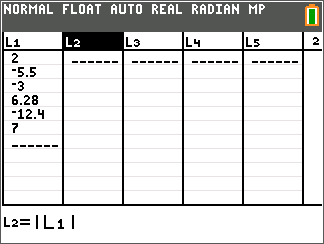 NORMAL FLOAT AUTO REAL RADIAN MP
L1 L2 L3 L4 L5 2
2 ------ ------ ------ ------
-5.5
-3
6.28
-12.4
7
------
L2=|L1|